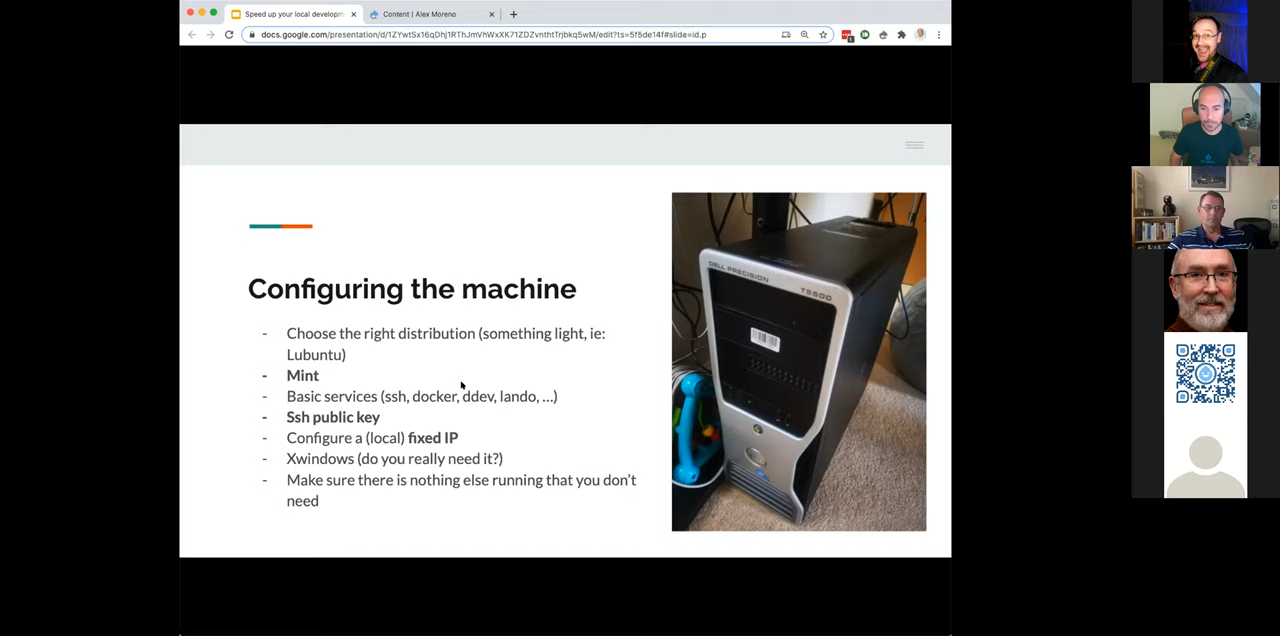 Speed up your local developm
Content | Alex Moreno
docs.google.com/presentation/d/1ZYwtSx16qDhj1RThJmVhWxXK71ZDZvnthtTrjbkq5wM/edit?ts=5f5de14f#slide=id.p
Configuring the machine
- Choose the right distribution (something light, ie:
Lubuntu)
- Mint
- Basic services (ssh, docker, ddev, lando, ...)
- Ssh public key
- Configure a (local) fixed IP
- Xwindows (do you really need it?)
- Make sure there is nothing else running that you don't
need
DELL PRECISION
T5500